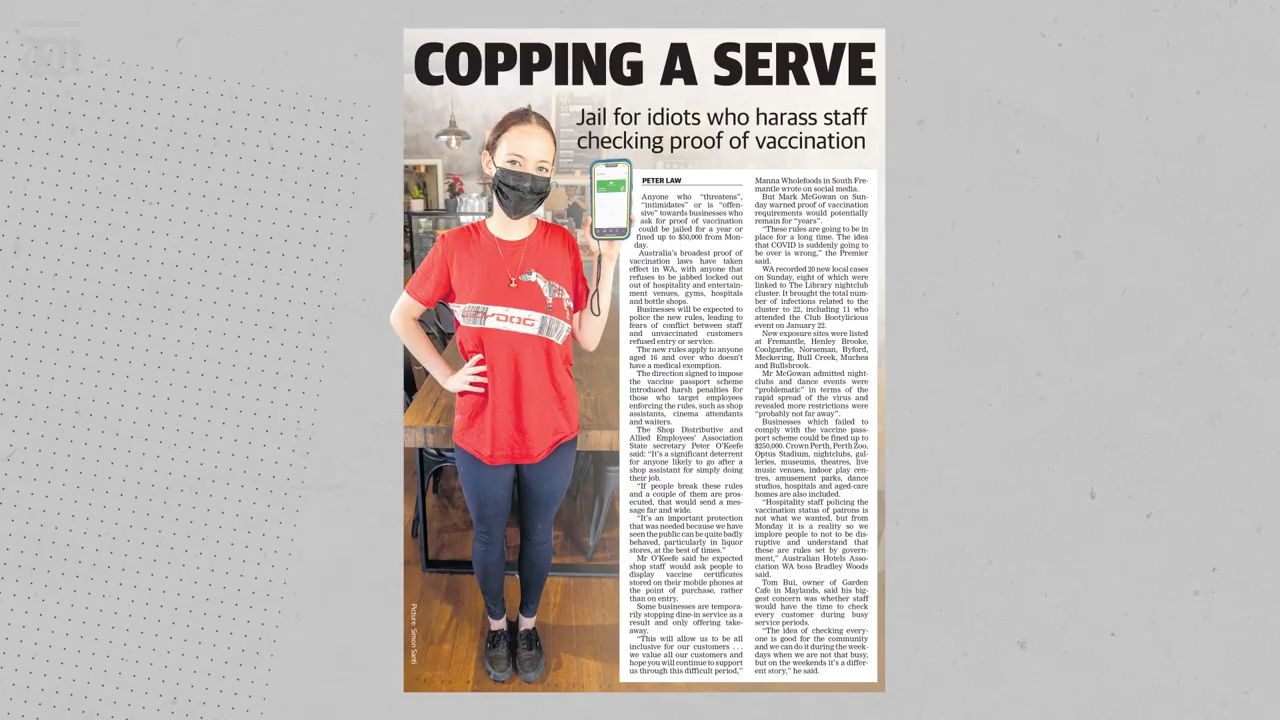 COPPING A SERVE
Jail for idiots who harass staff
checking proof of vaccination
PETER LAW
Anyone who “threatens”,
“intimidates” or is “offen-
sive” towards businesses who
ask for proof of vaccination
could be jailed for a year or
fined up to $50,000 from Mon-
day.
Australia’s broadest proof of
vaccination laws have taken
effect in WA, with anyone that
refuses to be jabbed locked out
out of hospitality and entertain-
ment venues, gyms, hospitals
and bottle shops.
Businesses will be expected to
police the new rules, leading to
fears of conflict between staff
and unvaccinated customers
refused entry or service.
The new rules apply to anyone
aged 16 and over who doesn’t
have a medical exemption.
The direction signed to impose
the vaccine passport scheme
introduced harsh penalties for
those who target employees
enforcing the rules, such as shop
assistants, cinema attendants
and waiters.
The Shop Distributive and
Allied Employees’ Association
State secretary Peter O’Keefe
said: “It’s a significant deterrent
for anyone likely to go after a
shop assistant for simply doing
their job.
“If people break these rules
and a couple of them are pros-
ecuted, that would send a mes-
sage far and wide.
“It’s an important protection
that was needed because we have
seen the public can be quite badly
behaved, particularly in liquor
stores, at the best of times.”
Mr O’Keefe said he expected
shop staff would ask people to
display vaccine certificates
stored on their mobile phones at
the point of purchase, rather
than on entry.
Some businesses are tempora-
rily stopping dine-in service as a
result and only offering take-
away.
“This will allow us to be all
inclusive for our customers . . .
we value all our customers and
hope you will continue to support
us through this difficult period,”
Manna Wholefoods in South Fre-
mantle wrote on social media.
But Mark McGowan on Sun-
day warned proof of vaccination
requirements would potentially
remain for “years”.
“These rules are going to be in
place for a long time. The idea
that COVID is suddenly going to
be over is wrong,” the Premier
said.
WA recorded 20 new local cases
on Sunday, eight of which were
linked to The Library nightclub
cluster. It brought the total num-
ber of infections related to the
cluster to 22, including 11 who
attended the Club Bootylicious
event on January 22.
New exposure sites were listed
at Fremantle, Henley Brooke,
Coolgardie, Norseman, Byford,
Meckering, Bull Creek, Muchea
and Bullsbrook.
Mr McGowan admitted night-
clubs and dance events were
“problematic” in terms of the
rapid spread of the virus and
revealed more restrictions were
“probably not far away”.
Businesses which failed to
comply with the vaccine pass-
port scheme could be fined up to
$250,000. Crown Perth, Perth Zoo,
Optus Stadium, nightclubs, gal-
leries, museums, theatres, live
music venues, indoor play cen-
tres, amusement parks, dance
studios, hospitals and aged-care
homes are also included.
“Hospitality staff policing the
vaccination status of patrons is
not what we wanted, but from
Monday it is a reality so we
implore people to not to be dis-
ruptive and understand that
these are rules set by govern-
ment,” Australian Hotels Asso-
ciation WA boss Bradley Woods
said.
Tom Bui, owner of Garden
Cafe in Maylands, said his big-
gest concern was whether staff
would have the time to check
every customer during busy
service periods.
“The idea of checking every-
one is good for the community
and we can do it during the week-
days when we are not that busy,
but on the weekends it’s a differ-
ent story,” he said.
Picture: Simon Santi